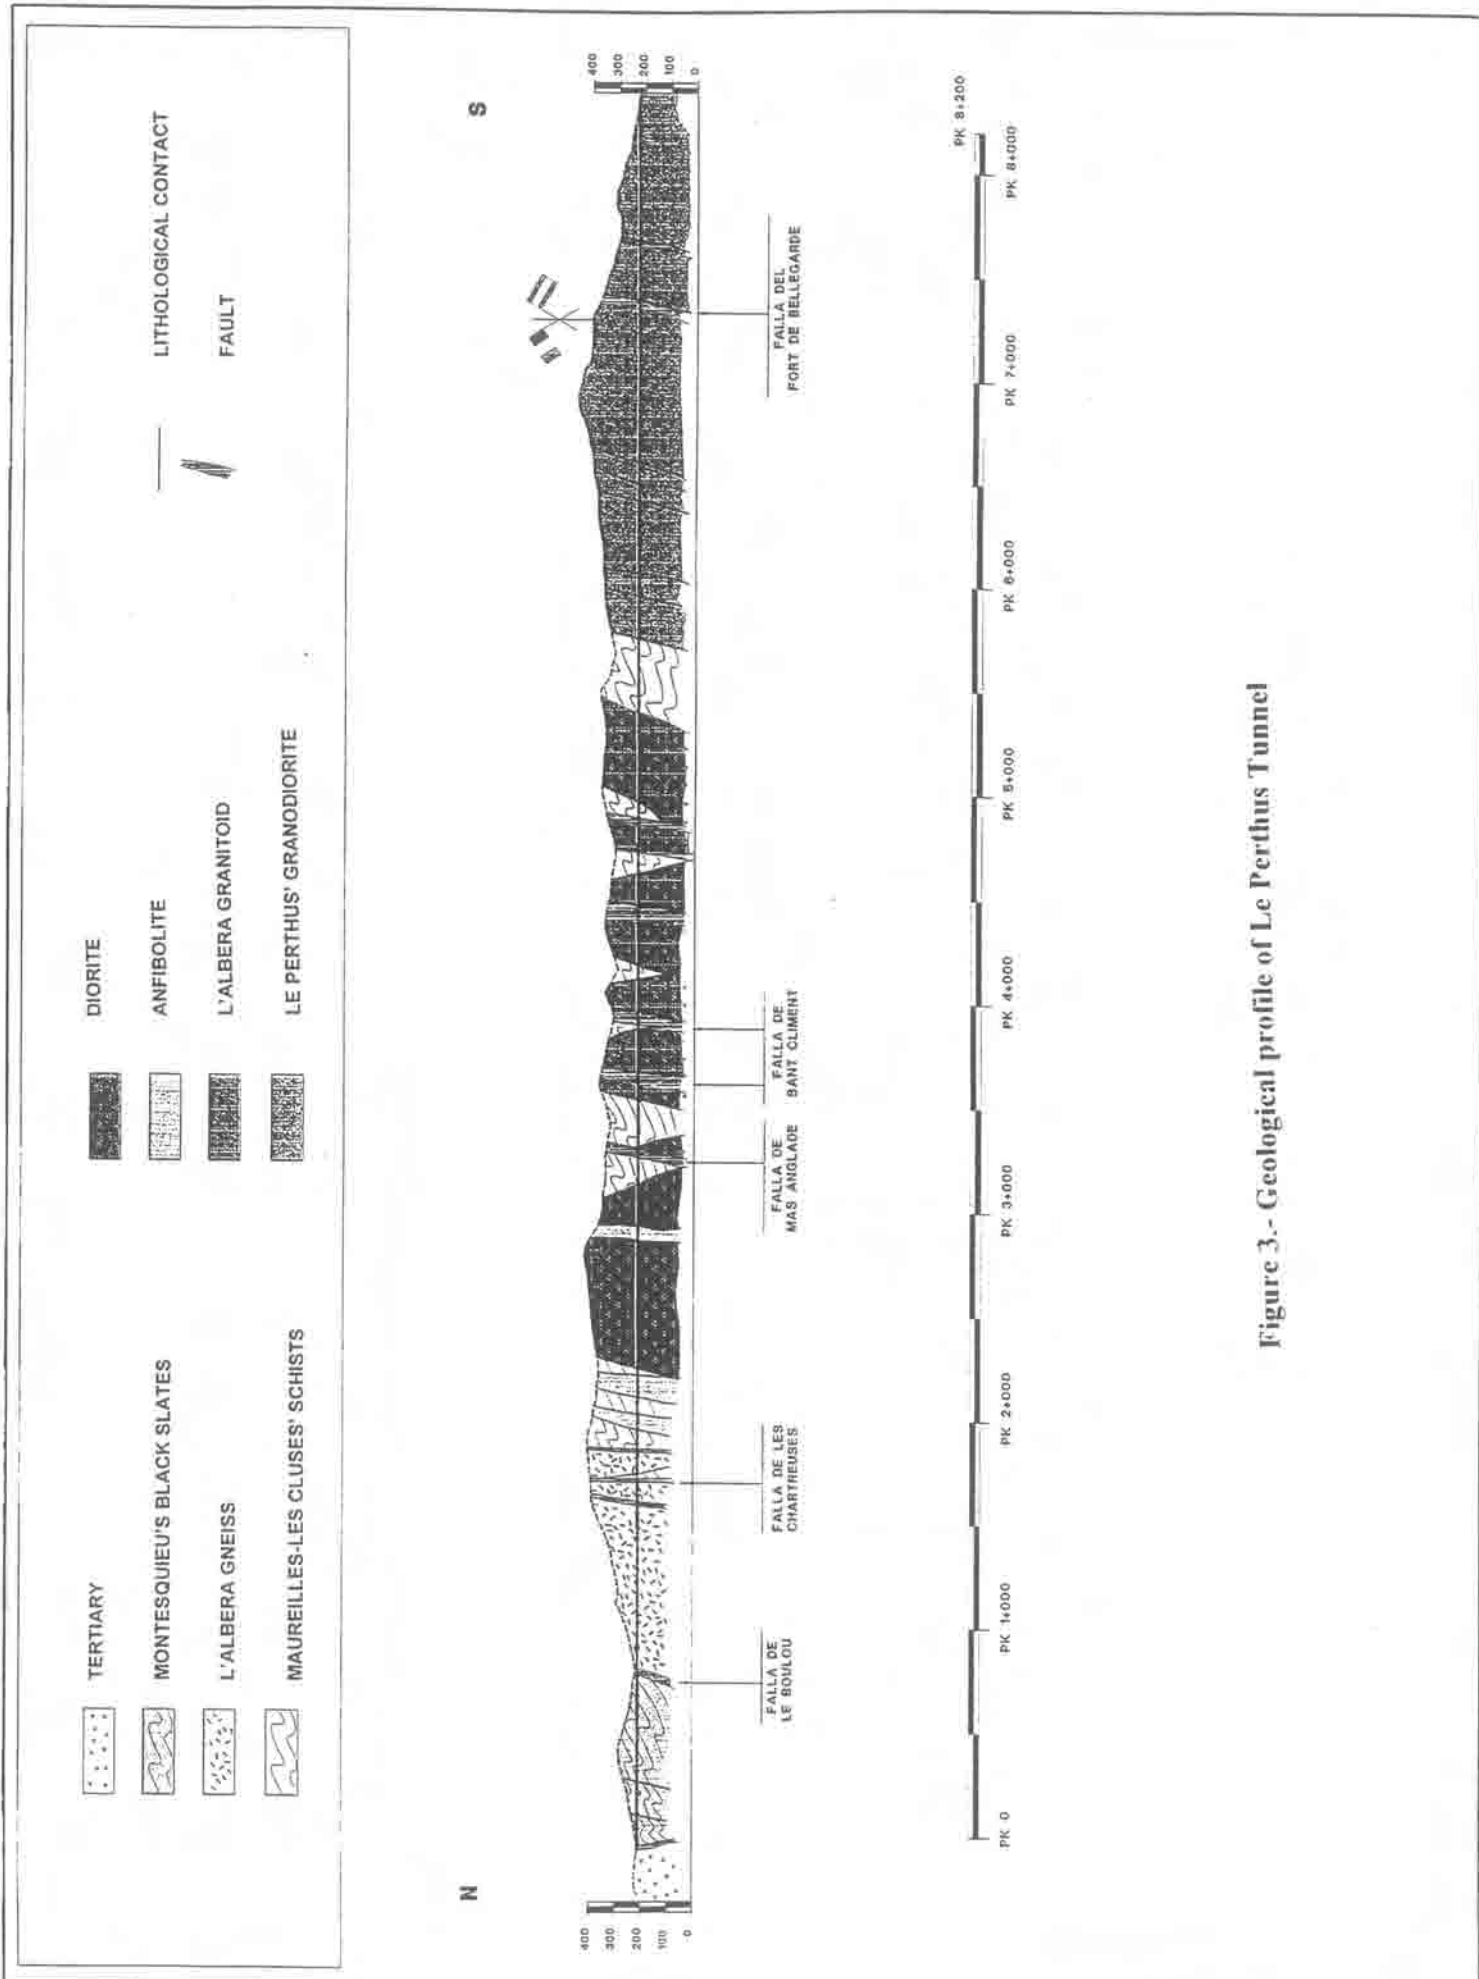 TERTIARY
MONTESQUIEU'S BLACK SLATES
L'ALBERA GNEISS
MAUREILLES-LES CLUSES' SCHISTS
DIORITE
ANFIBOLITE
L'ALBERA GRANITOID
LE PERTHUS' GRANODIORITE
LITHOLOGICAL CONTACT
FAULT
N
S
400
300
200
100
0
400
300
200
100
0
FALLA DE
LE BOULOU
FALLA DE LES
CHARTREUSES
FALLA DE
MAS ANGLADE
FALLA DE
SANT CLIMENT
FALLA DEL
FORT DE BELLEGARDE
PK 0
PK 1+000
PK 2+000
PK 3+000
PK 4+000
PK 5+000
PK 6+000
PK 7+000
PK 8+000
PK 8+200
Figure 3.- Geological profile of Le Perthus Tunnel